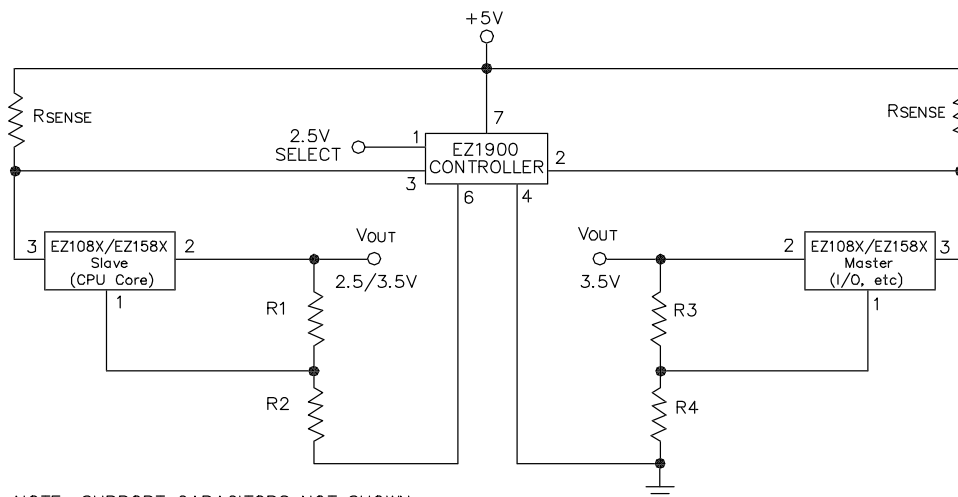 +5V
RSENSE
RSENSE
7
2.5V
SELECT
1
EZ1900
CONTROLLER
2
3
6
4
3
EZ108X/EZ158X
Slave
(CPU Core)
2
1
VOUT
2.5/3.5V
VOUT
3.5V
2
EZ108X/EZ158X
Master
(I/O, etc)
3
1
R1
R3
R2
R4